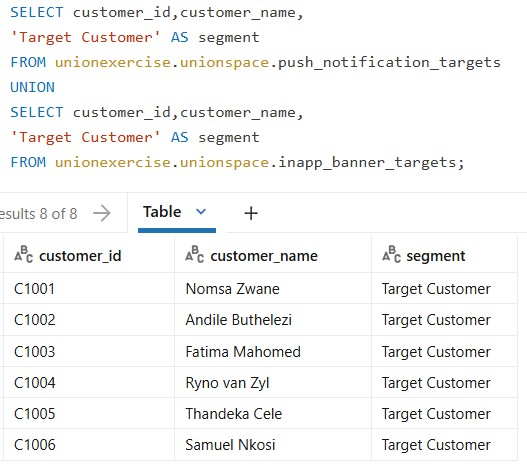 SELECT customer_id,customer_name,
'Target Customer' AS segment
FROM unionexercise.unionspace.push_notification_targets
UNION
SELECT customer_id,customer_name,
'Target Customer' AS segment
FROM unionexercise.unionspace.inapp_banner_targets;
esults 8 of 8 → Table +
ABC customer_id ABC customer_name ABC segment
C1001 Nomsa Zwane Target Customer
C1002 Andile Buthelezi Target Customer
C1003 Fatima Mahomed Target Customer
C1004 Ryno van Zyl Target Customer
C1005 Thandeka Cele Target Customer
C1006 Samuel Nkosi Target Customer